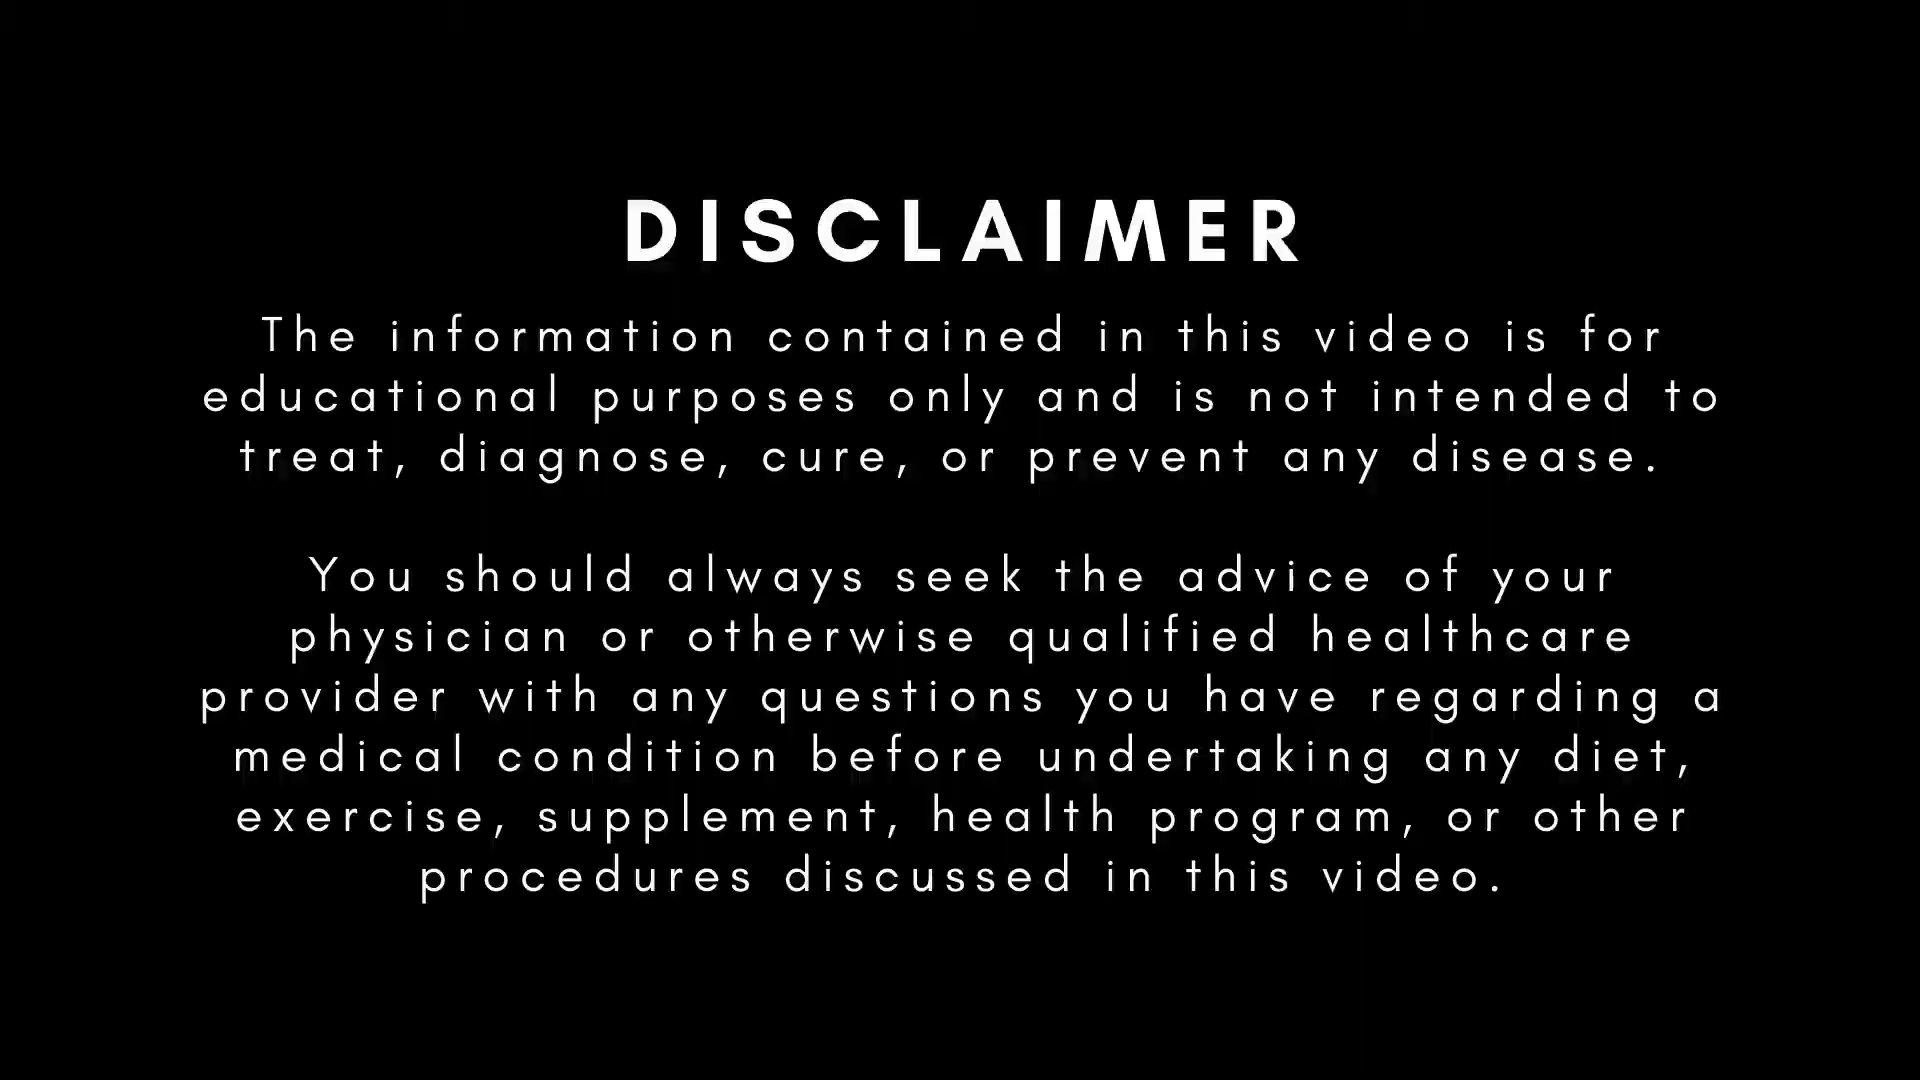 DISCLAIMER
The information contained in this video is for
educational purposes only and is not intended to
treat, diagnose, cure, or prevent any disease.
You should always seek the advice of your
physician or otherwise qualified healthcare
provider with any questions you have regarding a
medical condition before undertaking any diet,
exercise, supplement, health program, or other
procedures discussed in this video.